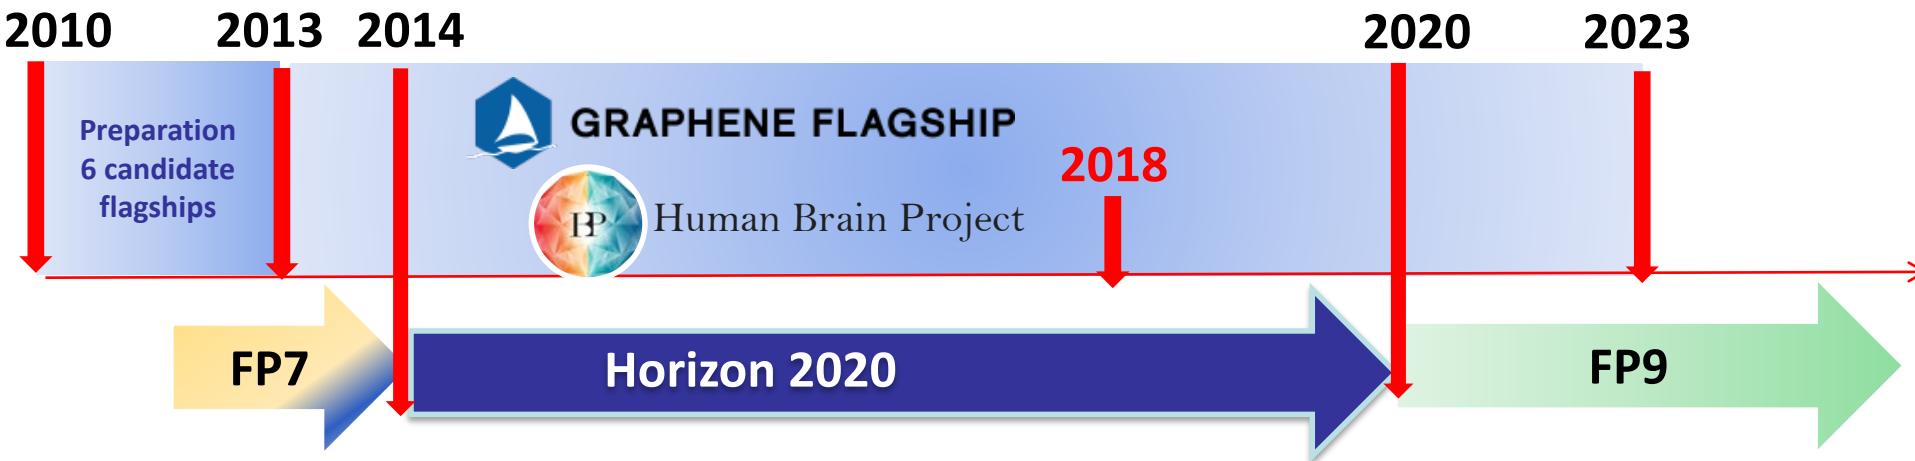 2010
2013
2014
2020
2023
Preparation
6 candidate
flagships
GRAPHENE FLAGSHIP
HBP
Human Brain Project
2018
FP7
Horizon 2020
FP9